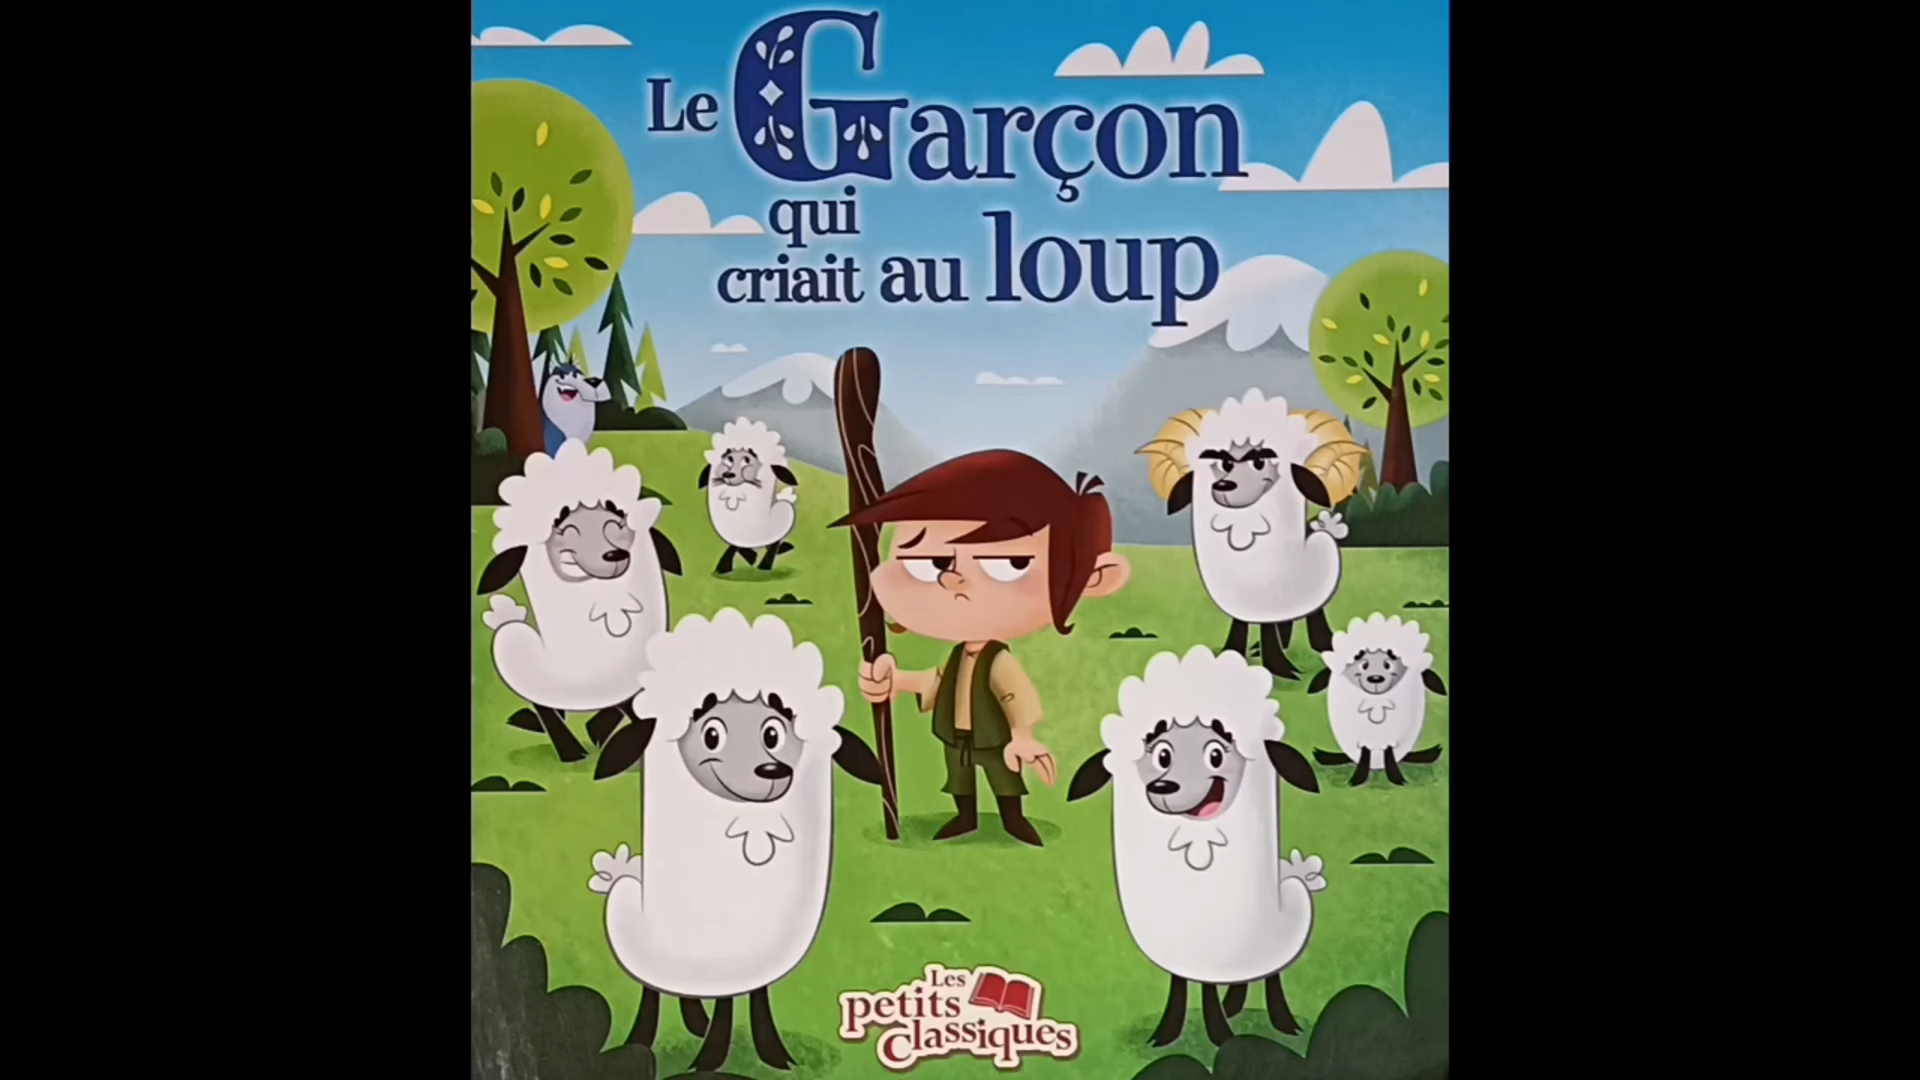 Le Garçon
qui
criait au loup
Les
petits
classiques